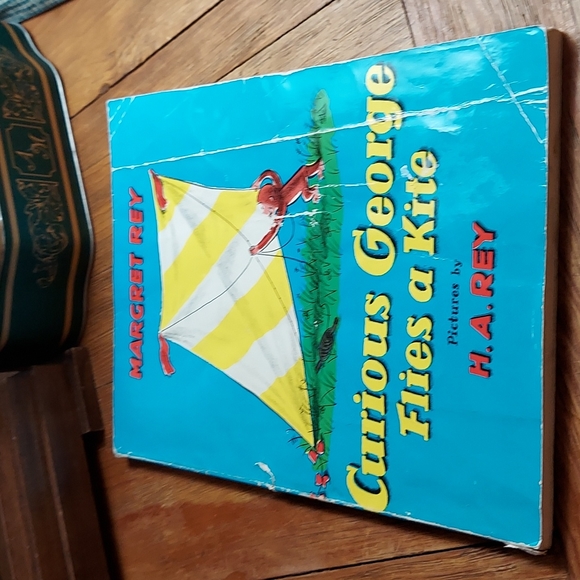 MARGRET REY
Curious George
Flies a Kite
Pictures by
H. A. REY